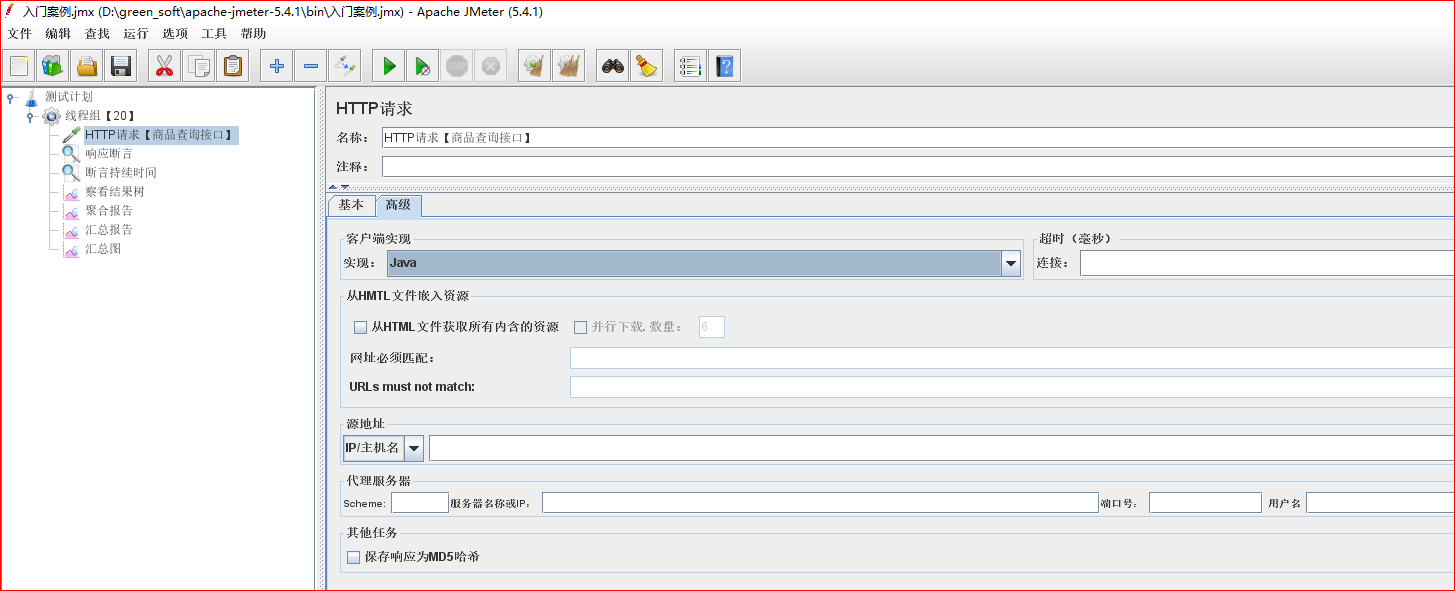 入门案例.jmx (D:\green_soft\apache-jmeter-5.4.1\bin\入门案例.jmx) - Apache JMeter (5.4.1)
文件 编辑 查找 运行 选项 工具 帮助
STOP
测试计划
线程组【20】
HTTP请求【商品查询接口】
响应断言
断言持续时间
察看结果树
聚合报告
汇总报告
汇总图
HTTP请求
名称： HTTP请求【商品查询接口】
注释：
基本 高级
客户端实现 超时（毫秒）
实现： Java 连接：
从HMTL文件嵌入资源
从HTML文件获取所有内含的资源 并行下载. 数量： 6
网址必须匹配：
URLs must not match:
源地址
IP/主机名
代理服务器
Scheme: 服务器名称或IP： 端口号： 用户名
其他任务
保存响应为MD5哈希